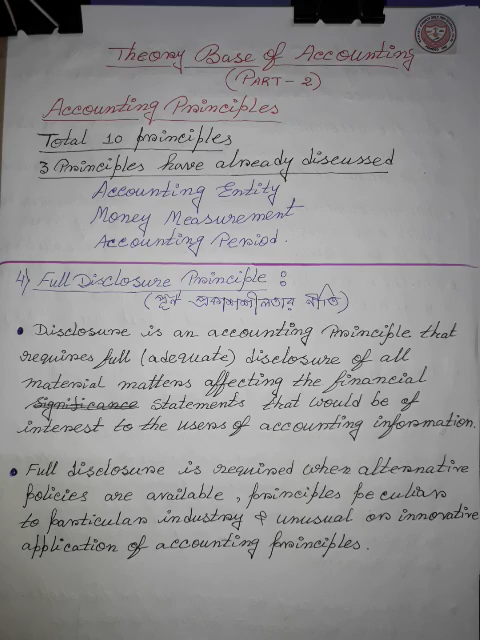 Theory Base of Accounting
(PART-2)
Accounting Principles
Total 10 principles
3 Principles have already discussed
Accounting Entity
Money Measurement
Accounting Period.
4) Full Disclosure Principle :
(পূর্ণ প্রকাশশীলতার নীতি)
• Disclosure is an accounting Principle that
requires full (adequate) disclosure of all
material matters affecting the financial
Significance Statements that would be of
interest to the users of accounting information.
• Full disclosure is required when alternative
policies are available, principles peculiar
to particular industry & unusual or innovative
application of accounting principles.